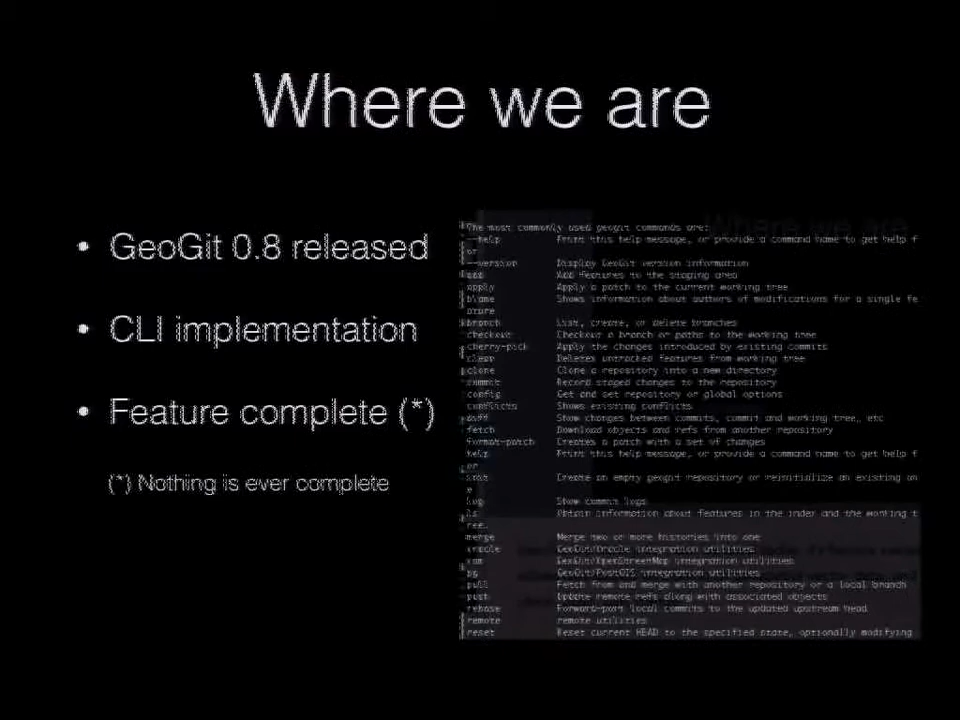 Where we are
• GeoGit 0.8 released
• CLI implementation
• Feature complete (*)
(*) Nothing is ever complete
The most commonly used geogit commands are:
--help Print this help message, or provide a command name to get help f
or
--version Display GeoGit version information
add Add features to the staging area
apply Apply a patch to the current working tree
blame Shows information about authors of modifications for a single fe
ature
branch List, create, or delete branches
checkout Checkout a branch or paths to the working tree
cherry-pick Apply the changes introduced by existing commits
clean Deletes untracked features from working tree
clone Clone a repository into a new directory
commit Record staged changes to the repository
config Get and set repository or global options
conflicts Shows existing conflicts
diff Show changes between commits, commit and working tree, etc
fetch Download objects and refs from another repository
format-patch Creates a patch with a set of changes
help Print this help message, or provide a command name to get help f
or
init Create an empty geogit repository or reinitialize an existing on
e
log Show commit logs
ls Obtain information about features in the index and the working t
ree.
merge Merge two or more histories into one
oracle GeoGit/Oracle integration utilities
osm GeoGit/OpenStreetMap integration utilities
pg GeoGit/PostGIS integration utilities
pull Fetch from and merge with another repository or a local branch
push Update remote refs along with associated objects
rebase Forward-port local commits to the updated upstream head
remote remote utilities
reset Reset current HEAD to the specified state, optionally modifying
Where we are